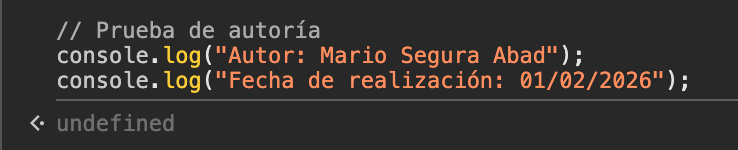 // Prueba de autoría
console.log("Autor: Mario Segura Abad");
console.log("Fecha de realización: 01/02/2026");
undefined